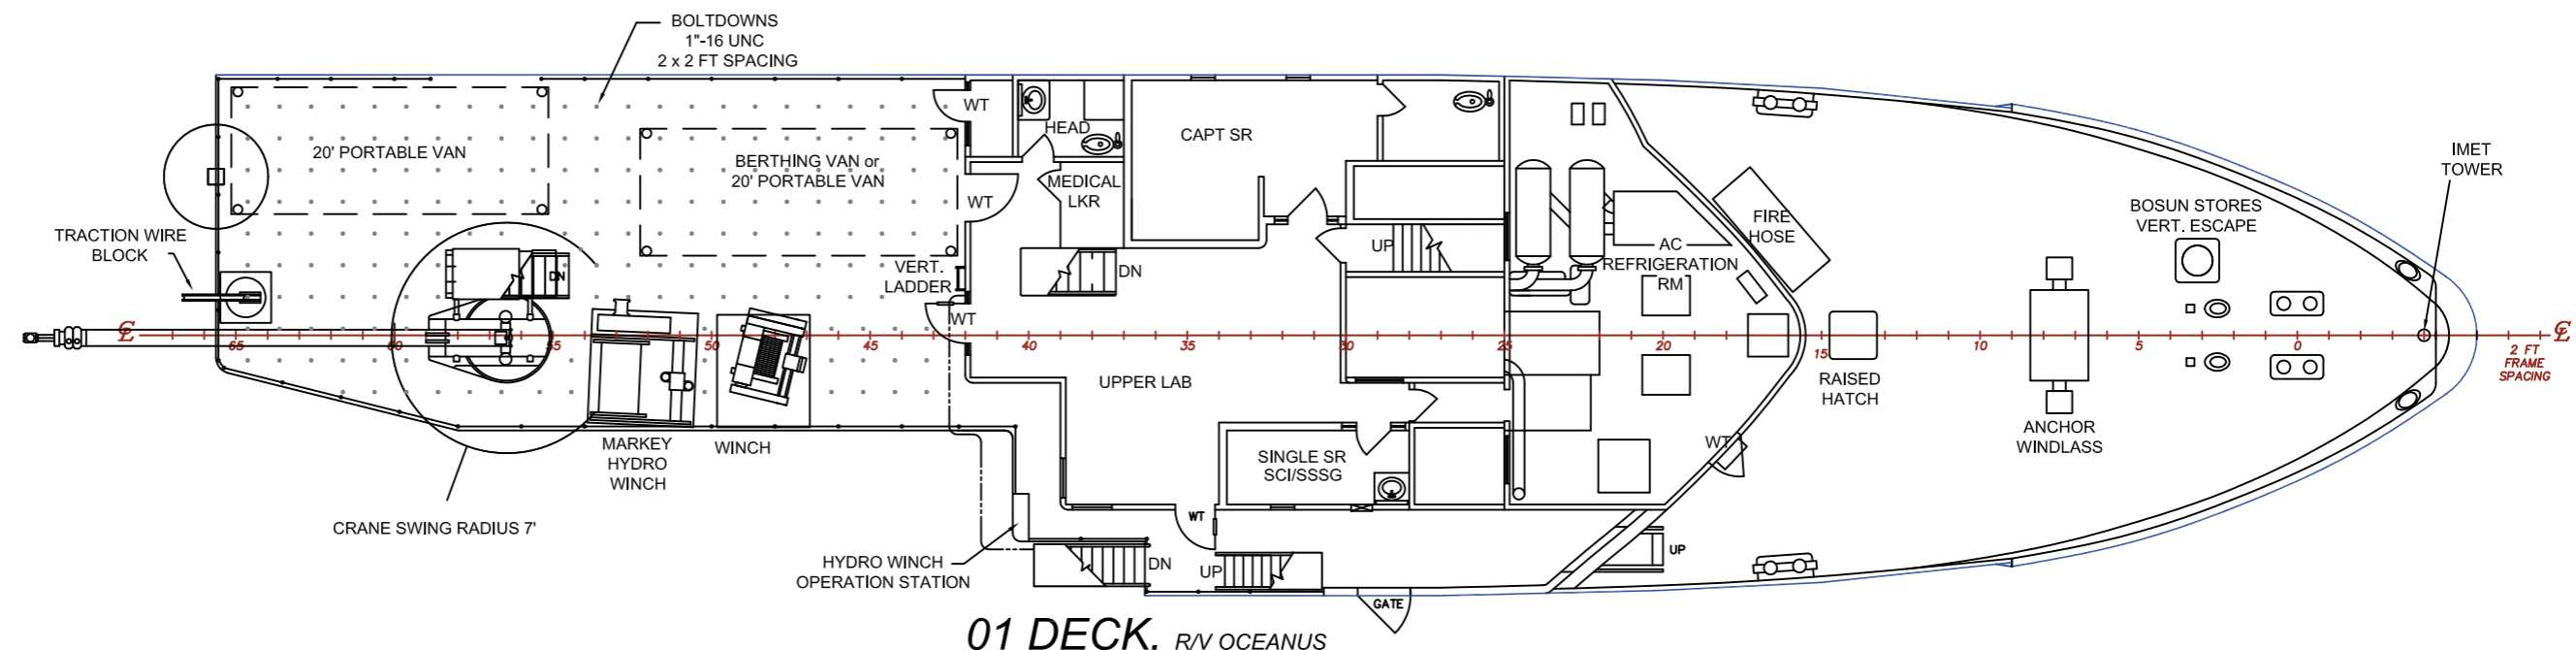 BOLTDOWNS
1"-16 UNC
2 x 2 FT SPACING
20' PORTABLE VAN
BERTHING VAN or
20' PORTABLE VAN
TRACTION WIRE
BLOCK
DN
VERT.
LADDER
WT
WT
WT
HEAD
MEDICAL
LKR
DN
CAPT SR
UP
UPPER LAB
SINGLE SR
SCI/SSSG
AC
REFRIGERATION
RM
FIRE
HOSE
WT
RAISED
HATCH
ANCHOR
WINDLASS
BOSUN STORES
VERT. ESCAPE
IMET
TOWER
CL
65
60
55
50
45
40
35
30
25
20
15
10
5
0
CL
2 FT
FRAME
SPACING
MARKEY
HYDRO
WINCH
WINCH
CRANE SWING RADIUS 7'
HYDRO WINCH
OPERATION STATION
WT
DN
UP
UP
GATE
01 DECK. R/V OCEANUS